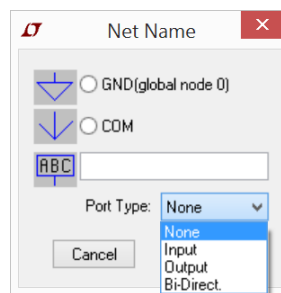 Net Name
GND(global node 0)
COM
ABC
Port Type: None
None
Input
Cancel
Output
Bi-Direct.